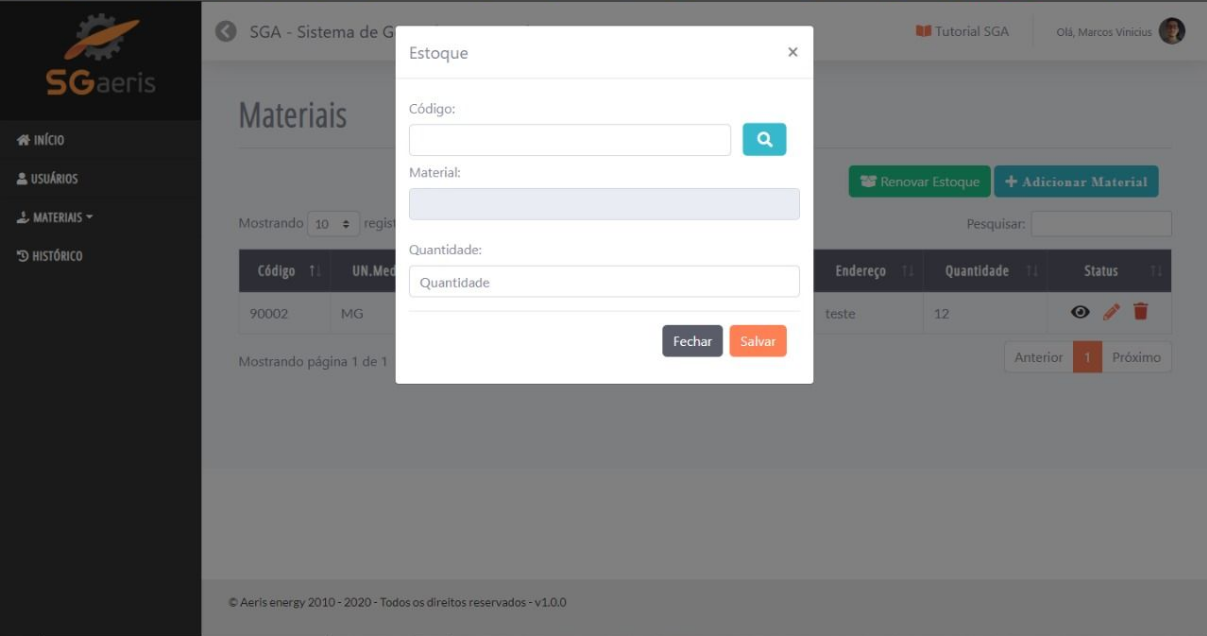 SGaeris
INÍCIO
USUÁRIOS
MATERIAIS
HISTÓRICO
SGA - Sistema de G
Tutorial SGA
Olá, Marcos Vinicius
Materiais
Renovar Estoque
+ Adicionar Material
Mostrando 10 regist
Pesquisar:
Código UN.Med Endereço Quantidade Status
90002 MG teste 12
Mostrando página 1 de 1
Anterior 1 Próximo
Estoque ×
Código:
Material:
Quantidade:
Quantidade
Fechar Salvar
© Aeris energy 2010 - 2020 - Todos os direitos reservados - v1.0.0